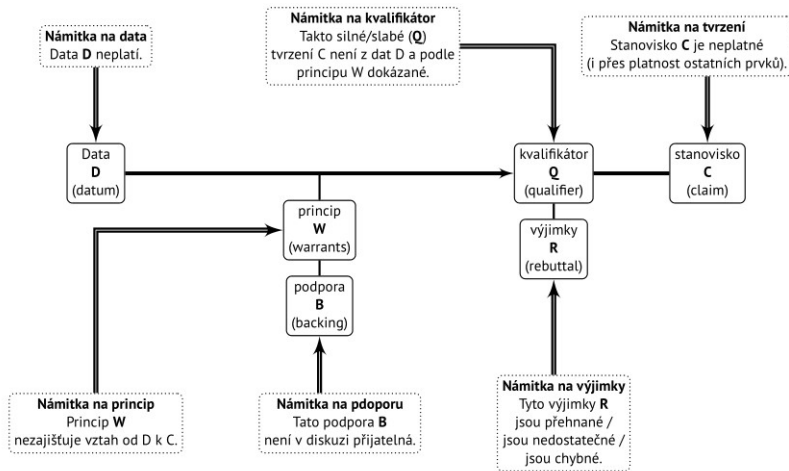 Námitka na data
Data D neplatí.
Námitka na kvalifikátor
Takto silné/slabé (Q)
tvrzení C není z dat D a podle
principu W dokázané.
Námitka na tvrzení
Stanovisko C je neplatné
(i přes platnost ostatních prvků).
Data
D
(datum)
kvalifikátor
Q
(qualifier)
stanovisko
C
(claim)
princip
W
(warrants)
výjimky
R
(rebuttal)
podpora
B
(backing)
Námitka na princip
Princip W
nezajišťuje vztah od D k C.
Námitka na pdoporu
Tato podpora B
není v diskuzi přijatelná.
Námitka na výjimky
Tyto výjimky R
jsou přehnané /
jsou nedostatečné /
jsou chybné.